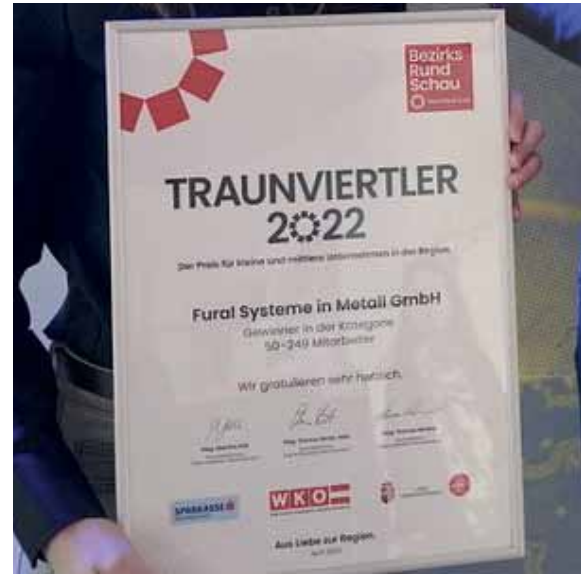 Bezirks
Rund
Schau
TRAUNVIERTLER
2022
Der Preis für kleine und mittlere Unternehmen in der Region.
Fural Systeme in Metall GmbH
Gewinner in der Kategorie
50-249 Mitarbeiter
Wir gratulieren sehr herzlich.
SPARKASSE
WKO
Aus Liebe zur Region.